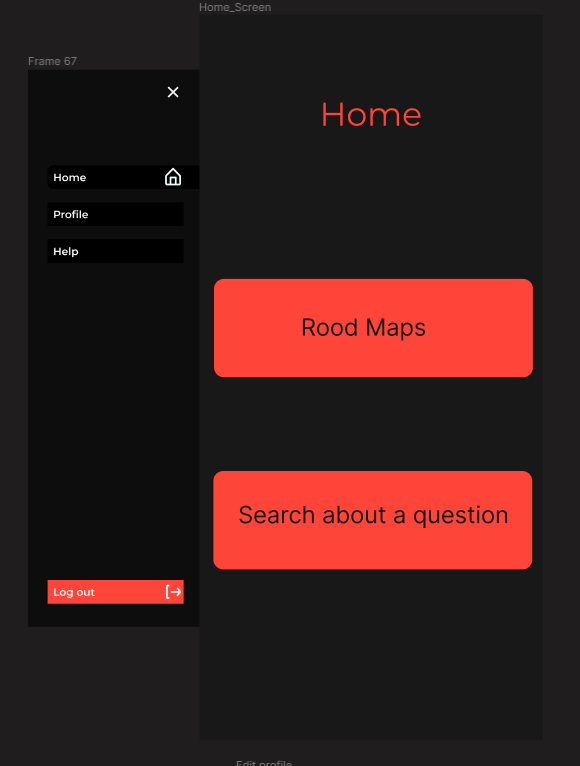 Home_Screen
Frame 67
Home
Home
Profile
Help
Rood Maps
Search about a question
Log out
Edit profile